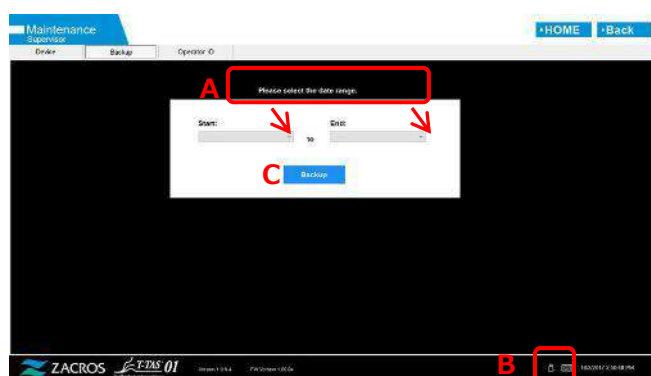 Maintenance
Supervisor
HOME
Back
Device
Backup
Operator ID
A
Please select the date range.
Start:
End:
to
C
Backup
B
ZACROS
T-TAS 01